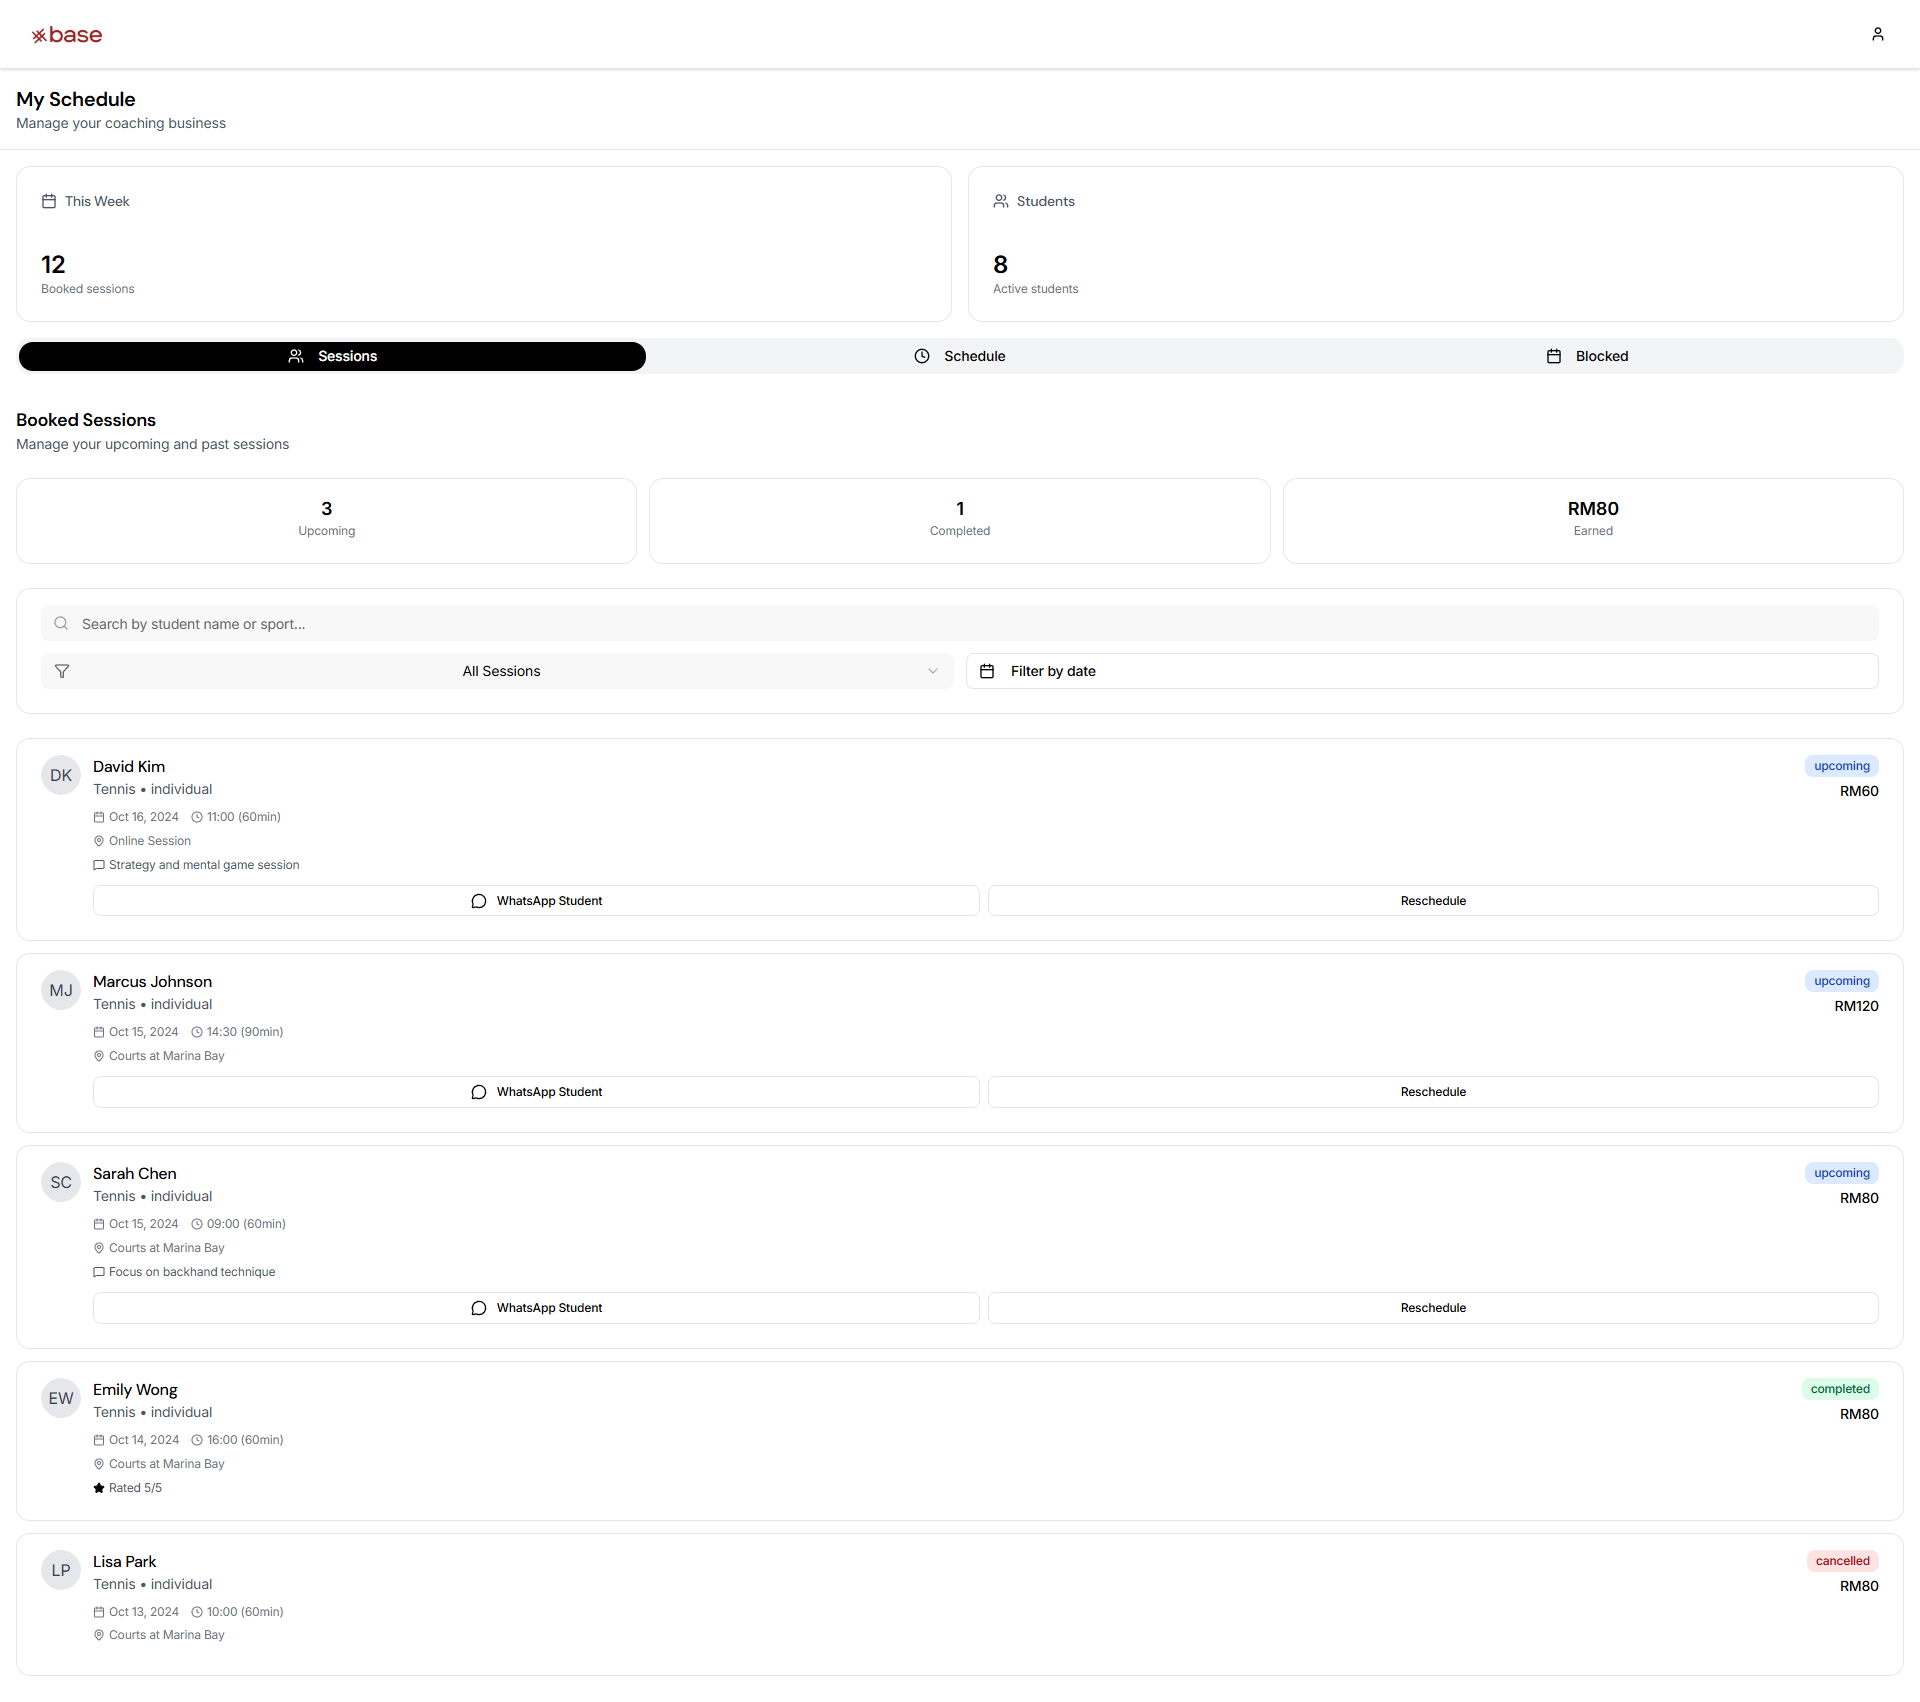 base
My Schedule
Manage your coaching business
This Week
12
Booked sessions
Students
8
Active students
Sessions
Schedule
Blocked
Booked Sessions
Manage your upcoming and past sessions
3
Upcoming
1
Completed
RM80
Earned
Search by student name or sport...
All Sessions
Filter by date
DK
David Kim
upcoming
Tennis • individual
RM60
Oct 16, 2024 11:00 (60min)
Online Session
Strategy and mental game session
WhatsApp Student
Reschedule
MJ
Marcus Johnson
upcoming
Tennis • individual
RM120
Oct 15, 2024 14:30 (90min)
Courts at Marina Bay
WhatsApp Student
Reschedule
SC
Sarah Chen
upcoming
Tennis • individual
RM80
Oct 15, 2024 09:00 (60min)
Courts at Marina Bay
Focus on backhand technique
WhatsApp Student
Reschedule
EW
Emily Wong
completed
Tennis • individual
RM80
Oct 14, 2024 16:00 (60min)
Courts at Marina Bay
Rated 5/5
LP
Lisa Park
cancelled
Tennis • individual
RM80
Oct 13, 2024 10:00 (60min)
Courts at Marina Bay